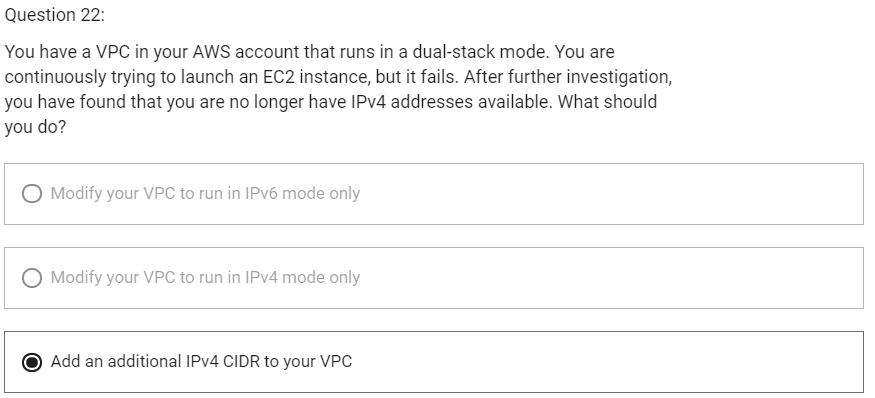 Question 22:
You have a VPC in your AWS account that runs in a dual-stack mode. You are
continuously trying to launch an EC2 instance, but it fails. After further investigation,
you have found that you are no longer have IPv4 addresses available. What should
you do?
Modify your VPC to run in IPv6 mode only
Modify your VPC to run in IPv4 mode only
Add an additional IPv4 CIDR to your VPC